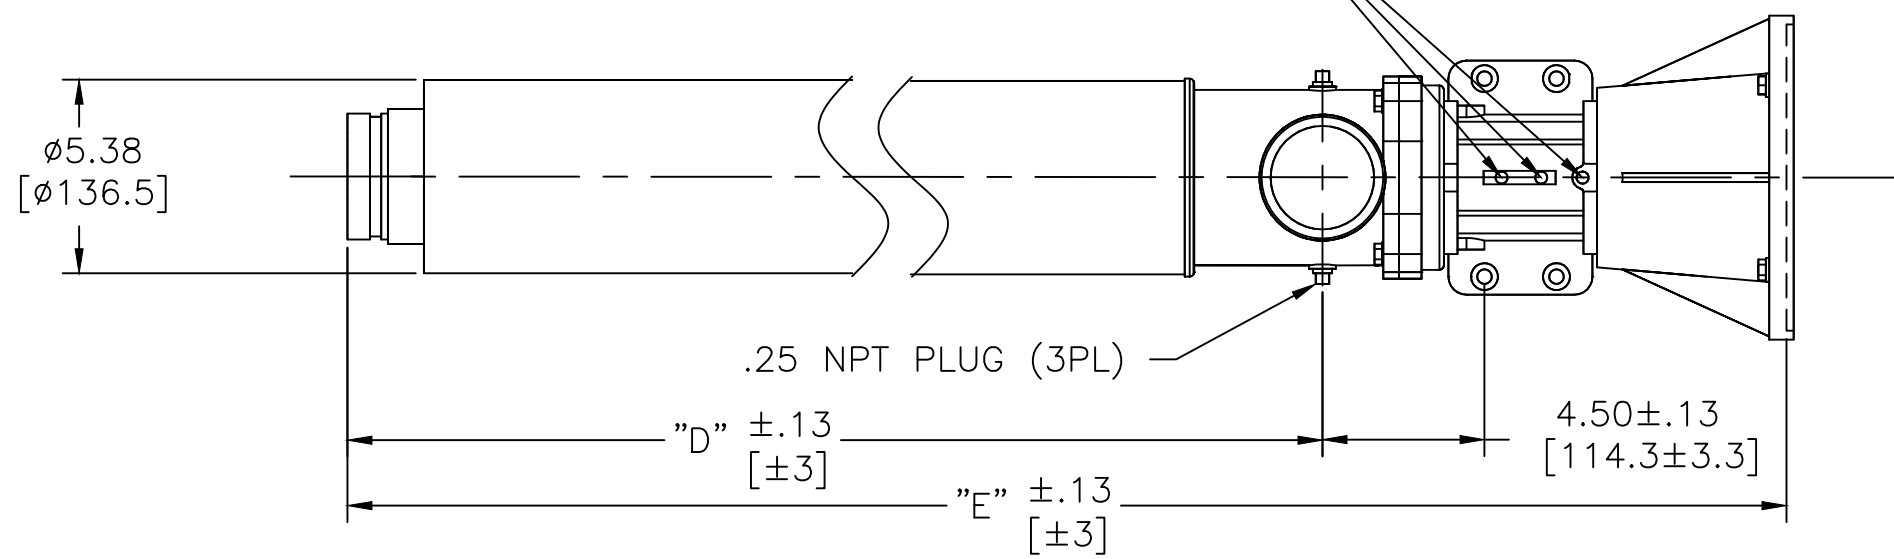 ø5.38
[ø136.5]
.25 NPT PLUG (3PL)
"D" ±.13
[±3]
4.50±.13
[114.3±3.3]
"E" ±.13
[±3]